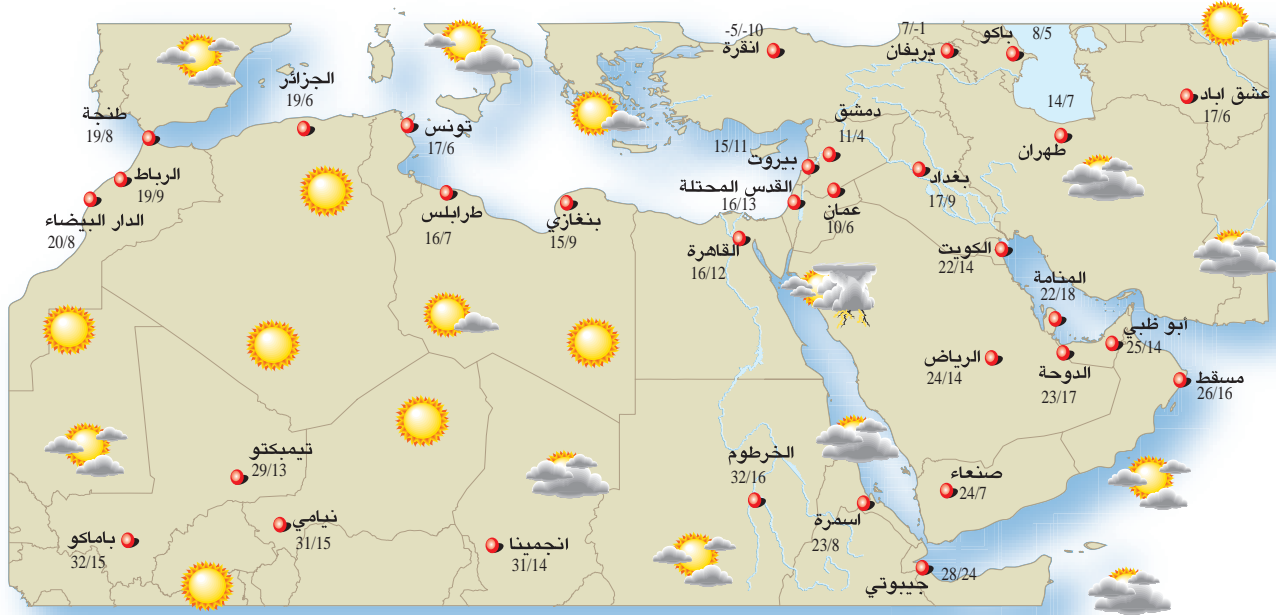 -5/-10
انقرة
7/-1
يريفان
باكو
8/5
عشق اباد
17/6
14/7
طهران
الجزائر
19/6
طنجة
19/8
تونس
17/6
دمشق
11/4
15/11
بيروت
بغداد
17/9
القدس المحتلة
16/13
عمان
10/6
الرباط
19/9
الدار البيضاء
20/8
طرابلس
16/7
بنغازي
15/9
القاهرة
16/12
الكويت
22/14
المنامة
22/18
أبو ظبي
25/14
الرياض
24/14
الدوحة
23/17
مسقط
26/16
تيمبكتو
29/13
الخرطوم
32/16
صنعاء
24/7
اسمرة
23/8
نيامي
31/15
باماكو
32/15
انجمينا
31/14
28/24
جيبوتي